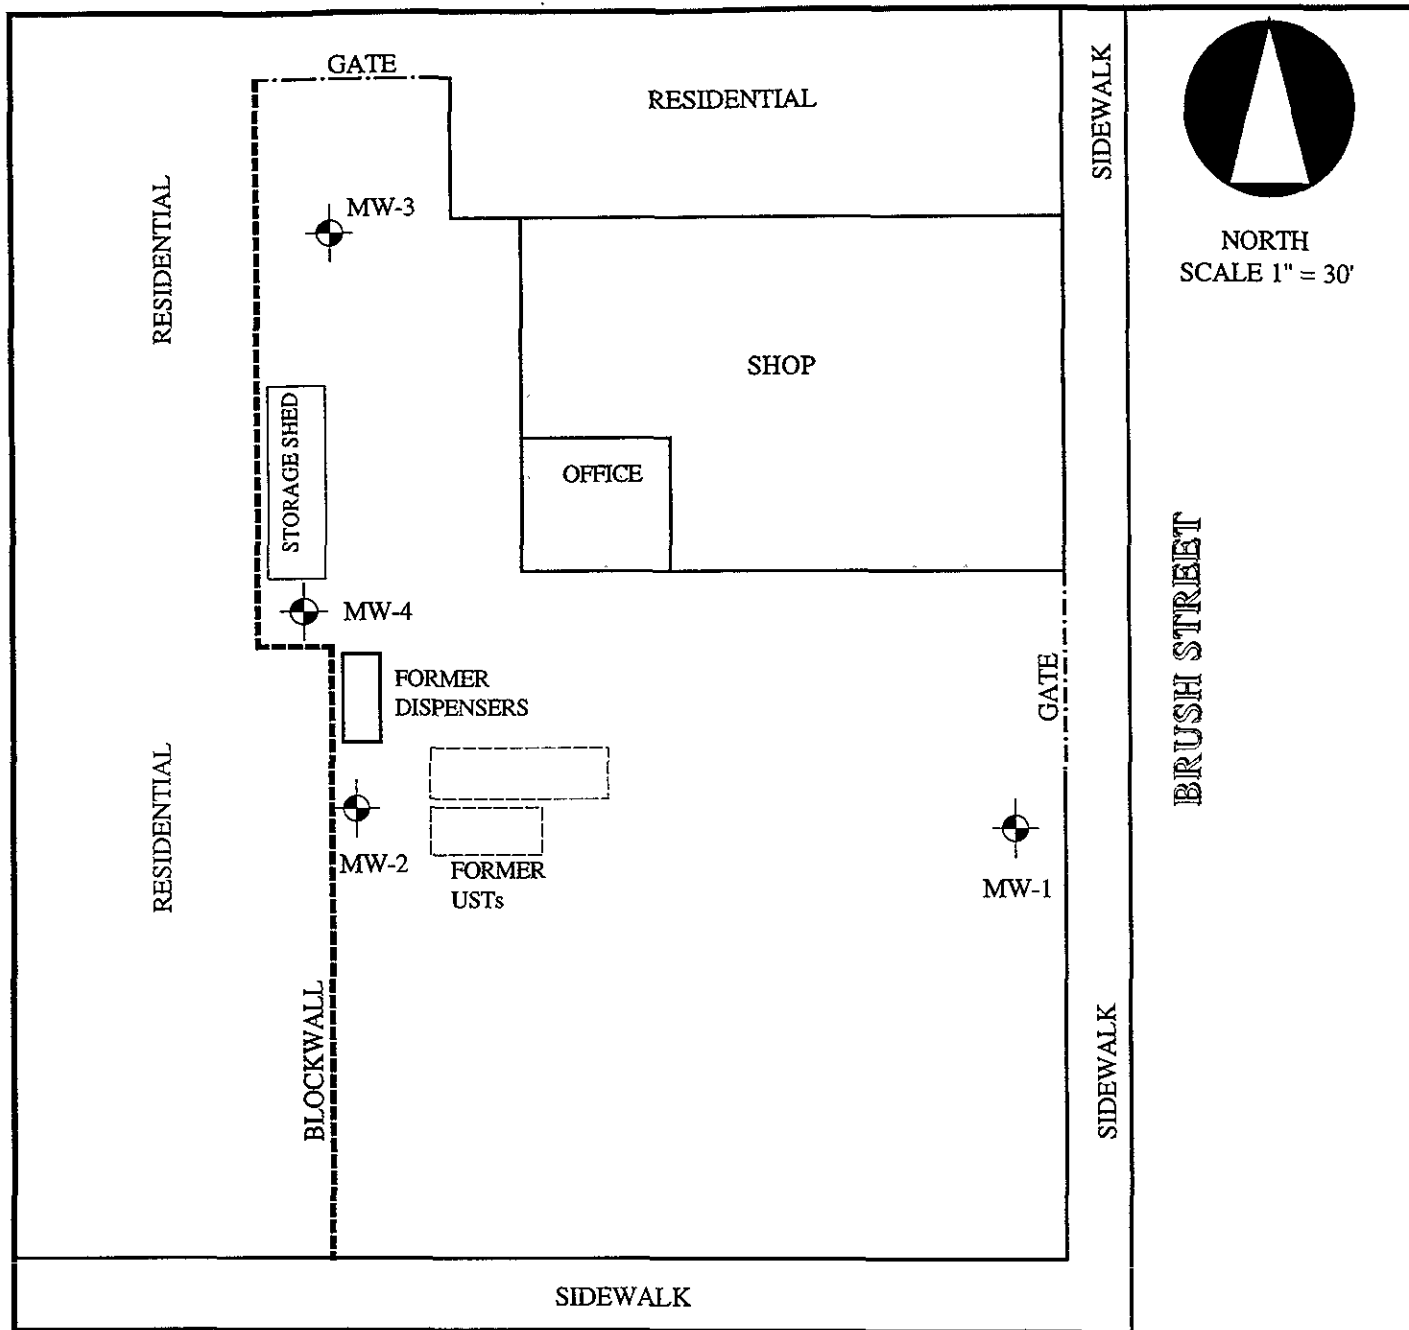 GATE
RESIDENTIAL
SIDEWALK
NORTH
SCALE 1" = 30'
RESIDENTIAL
MW-3
SHOP
STORAGE SHED
OFFICE
MW-4
BRUSH STREET
GATE
FORMER
DISPENSERS
RESIDENTIAL
MW-2
FORMER
USTs
MW-1
BLOCKWALL
SIDEWALK
SIDEWALK